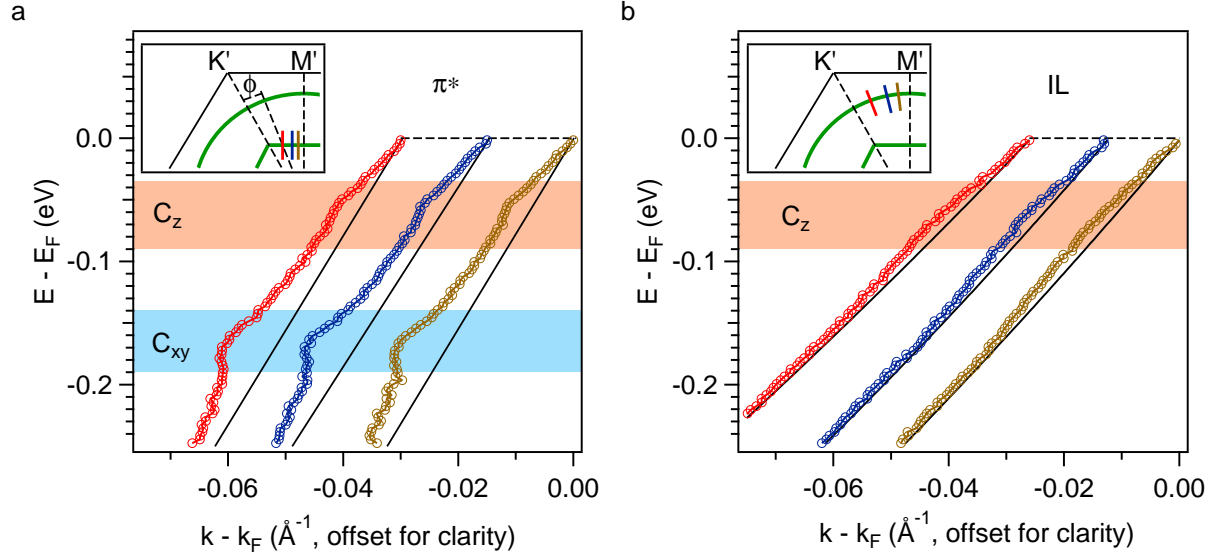 a
K'
M'
ϕ
π*
0.0
-0.1
-0.2
E - E_F (eV)
C_z
C_xy
-0.06
-0.04
-0.02
0.00
k - k_F (Å⁻¹, offset for clarity)
b
K'
M'
IL
0.0
-0.1
-0.2
E - E_F (eV)
C_z
-0.06
-0.04
-0.02
0.00
k - k_F (Å⁻¹, offset for clarity)